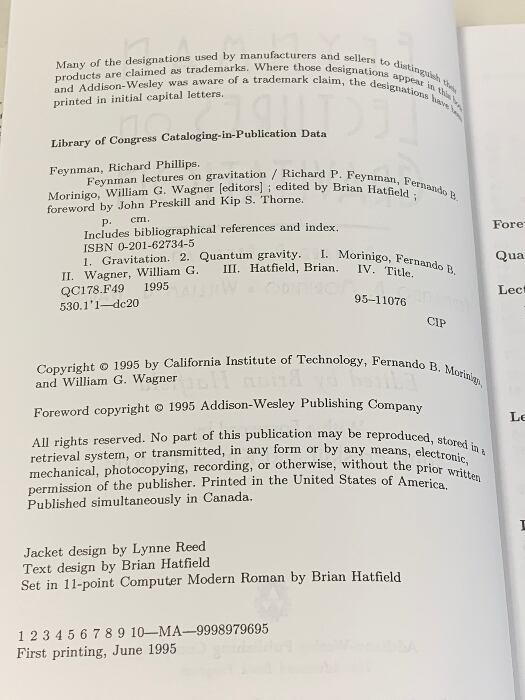 Many of the designations used by manufacturers and sellers to distinguish their
products are claimed as trademarks. Where those designations appear in this book
and Addison-Wesley was aware of a trademark claim, the designations have been
printed in initial capital letters.
Library of Congress Cataloging-in-Publication Data
Feynman, Richard Phillips.
Feynman lectures on gravitation / Richard P. Feynman, Fernando B.
Morinigo, William G. Wagner [editors] ; edited by Brian Hatfield ;
foreword by John Preskill and Kip S. Thorne.
p. cm.
Includes bibliographical references and index.
ISBN 0-201-62734-5
1. Gravitation. 2. Quantum gravity. I. Morinigo, Fernando B.
II. Wagner, William G. III. Hatfield, Brian. IV. Title.
QC178.F49 1995
530.1'1—dc20 95-11076
CIP
Copyright © 1995 by California Institute of Technology, Fernando B. Morinigo,
and William G. Wagner
Foreword copyright © 1995 Addison-Wesley Publishing Company
All rights reserved. No part of this publication may be reproduced, stored in a
retrieval system, or transmitted, in any form or by any means, electronic,
mechanical, photocopying, recording, or otherwise, without the prior written
permission of the publisher. Printed in the United States of America.
Published simultaneously in Canada.
Jacket design by Lynne Reed
Text design by Brian Hatfield
Set in 11-point Computer Modern Roman by Brian Hatfield
1 2 3 4 5 6 7 8 9 10—MA—9998979695
First printing, June 1995
Fore
Qua
Lect
Le